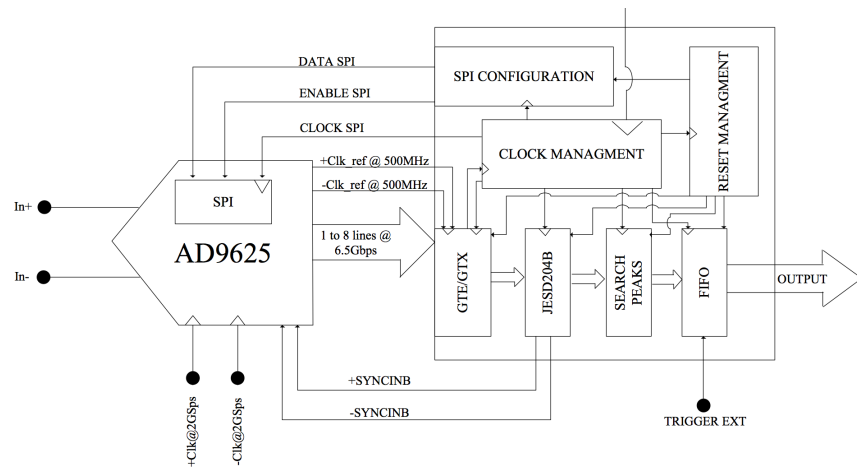 DATA SPI
SPI CONFIGURATION
ENABLE SPI
CLOCK SPI
CLOCK MANAGMENT
RESET MANAGMENT
+Clk_ref @ 500MHz
-Clk_ref @ 500MHz
SPI
In+
AD9625
1 to 8 lines @
6.5Gbps
In-
GTE/GTX
JESD204B
SEARCH
PEAKS
FIFO
OUTPUT
+SYNCINB
-SYNCINB
TRIGGER EXT
+Clk@2GSps
-Clk@2GSps